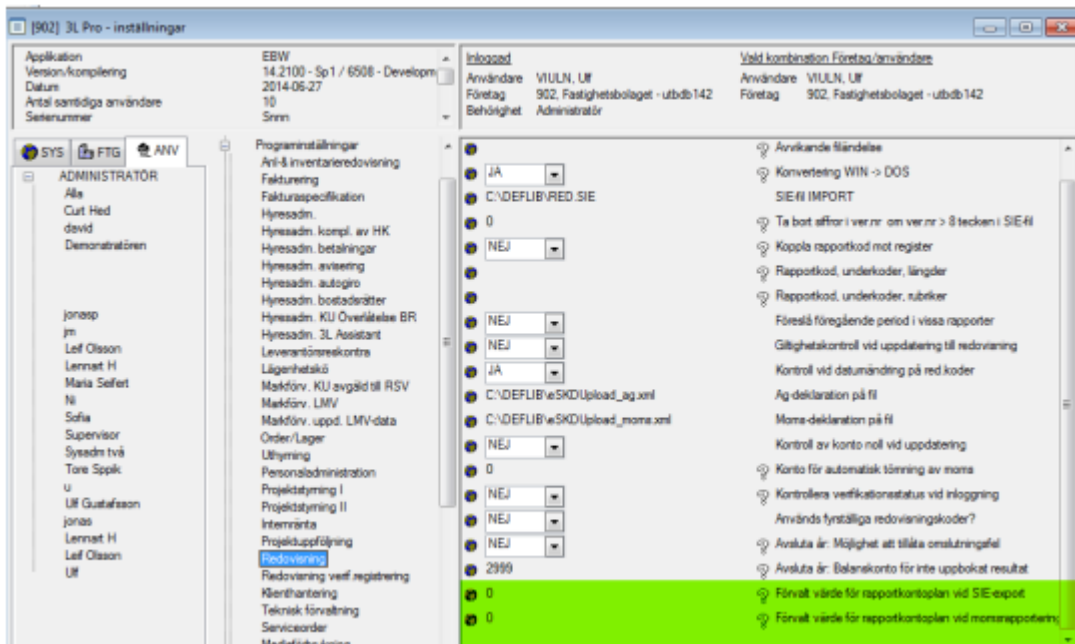 [902] 3L Pro - inställningar
Applikation EBW
Version/kompilering 14.2100 - Sp1 / 6508 - Developm
Datum 2014-06-27
Antal samtidiga användare 10
Serienummer Snnn
Inloggad
Användare VIULN, Ulf
Företag 902, Fastighetsbolaget - utbdb142
Behörighet Administratör
Vald kombination Företag/användare
Användare VIULN, Ulf
Företag 902, Fastighetsbolaget - utbdb142
SYS FTG ANV
ADMINISTRATÖR
Alla
Curt Hed
david
Demonstratören
jonasp
jm
Leif Olsson
Lennart H
Maria Seifert
Ni
Sofia
Supervisor
Sysadm två
Tore Sppik
u
Ulf Gustafsson
jonas
Lennart H
Leif Olsson
Ulf
Programinställningar
Anl-& inventarieredovisning
Fakturering
Fakturaspecifikation
Hyresadm.
Hyresadm. kompl. av HK
Hyresadm. betalningar
Hyresadm. avisering
Hyresadm. autogiro
Hyresadm. bostadsrätter
Hyresadm. KU Överlåtelse BR
Hyresadm. 3L Assistant
Leverantörsreskontra
Lägenhetskö
Markförv. KU avgäld till RSV
Markförv. LMV
Markförv. uppd. LMV-data
Order/Lager
Uthyrning
Personaladministration
Projektstyrning I
Projektstyrning II
Internränta
Projektuppföljning
Redovisning
Redovisning verif.registrering
Klienthantering
Teknisk förvaltning
Serviceorder
Avvikande filändelse
JA Konvertering WIN -> DOS
C:\DEFLIB\RED.SIE SIE-fil IMPORT
0 Ta bort siffror i ver.nr om ver.nr > 8 tecken i SIE-fil
NEJ Koppla rapportkod mot register
Rapportkod, underkoder, längder
Rapportkod, underkoder, rubriker
NEJ Föreslå föregående period i vissa rapporter
NEJ Giltighetskontroll vid uppdatering till redovisning
JA Kontroll vid datumändring på red.koder
C:\DEFLIB\eSKDUpload_ag.xml Ag-deklaration på fil
C:\DEFLIB\eSKDUpload_moms.xml Moms-deklaration på fil
NEJ Kontroll av konto noll vid uppdatering
0 Konto för automatisk tömning av moms
NEJ Kontrollera verifikationsstatus vid inloggning
NEJ Används fyrställiga redovisningskoder?
NEJ Avsluta år: Möjlighet att tillåta omslutningsfel
2999 Avsluta år: Balanskonto för inte uppbokat resultat
0 Förvalt värde för rapportkontoplan vid SIE-export
0 Förvalt värde för rapportkontoplan vid momsrapportering